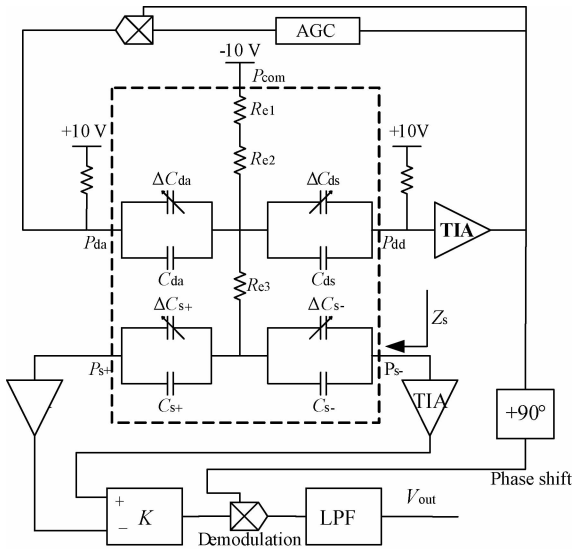 AGC
-10 V
Pcom
Re1
+10 V
+10V
Re2
ΔCda
ΔCds
Pda
Pdd
TIA
Cda
Cds
Re3
ΔCs+
ΔCs-
Zs
Ps+
Ps-
Cs+
Cs-
TIA
+90°
Phase shift
+
−
K
Demodulation
LPF
Vout